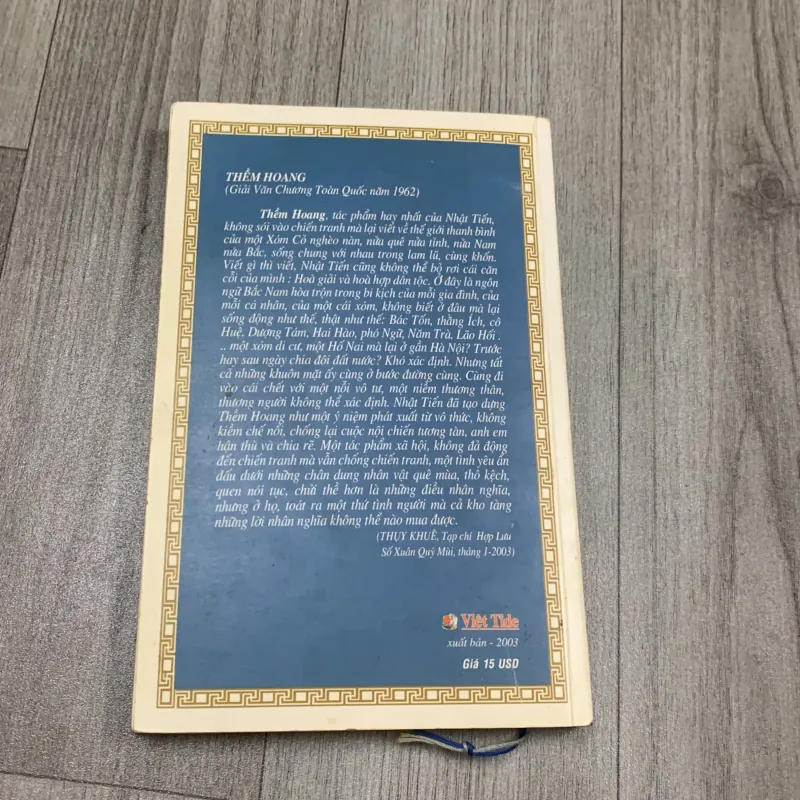 THỀM HOANG
(Giải Văn Chương Toàn Quốc năm 1962)
Thềm Hoang, tác phẩm hay nhất của Nhật Tiến,
không sói vào chiến tranh mà lại viết về thế giới thanh bình
của một Xóm Cỏ nghèo nàn, nửa quê nửa tỉnh, nửa Nam
nửa Bắc, sống chung với nhau trong lam lũ, cùng khốn.
Viết gì thì viết, Nhật Tiến cũng không thể bỏ rơi cái căn
cỗi của mình : Hoà giải và hoà hợp dân tộc. Ở đây là ngôn
ngữ Bắc Nam hòa trộn trong bi kịch của mỗi gia đình, của
mỗi cá nhân, của một cái xóm, không biết ở đâu mà lại
sống động như thế, thật như thế: Bác Tốn, thằng Ích, cô
Huệ, Dượng Tám, Hai Hào, phó Ngữ, Năm Trà, Lão Hối .
.. một xóm di cư, một Hố Nai mà lại ở gần Hà Nội? Trước
hay sau ngày chia đôi đất nước? Khó xác định. Nhưng tất
cả những khuôn mặt ấy cùng ở bước đường cùng. Cùng đi
vào cái chết với một nỗi vô tư, một niềm thương thân,
thương người không thể xác định. Nhật Tiến đã tạo dựng
Thềm Hoang như một ý niệm phát xuất từ vô thức, không
kiềm chế nổi, chống lại cuộc nội chiến tương tàn, anh em
hận thù và chia rẽ. Một tác phẩm xã hội, không đả động
đến chiến tranh mà vẫn chống chiến tranh, một tình yêu ẩn
dấu dưới những chân dung nhân vật quê mùa, thô kệch,
quen nói tục, chửi thề hơn là những điều nhân nghĩa,
nhưng ở họ, toát ra một thứ tình người mà cả kho tàng
những lời nhân nghĩa không thể nào mua được.
(THỤY KHUÊ, Tạp chí Hợp Lưu
Số Xuân Quý Mùi, tháng 1-2003)
Việt Tide
xuất bản - 2003
Giá 15 USD